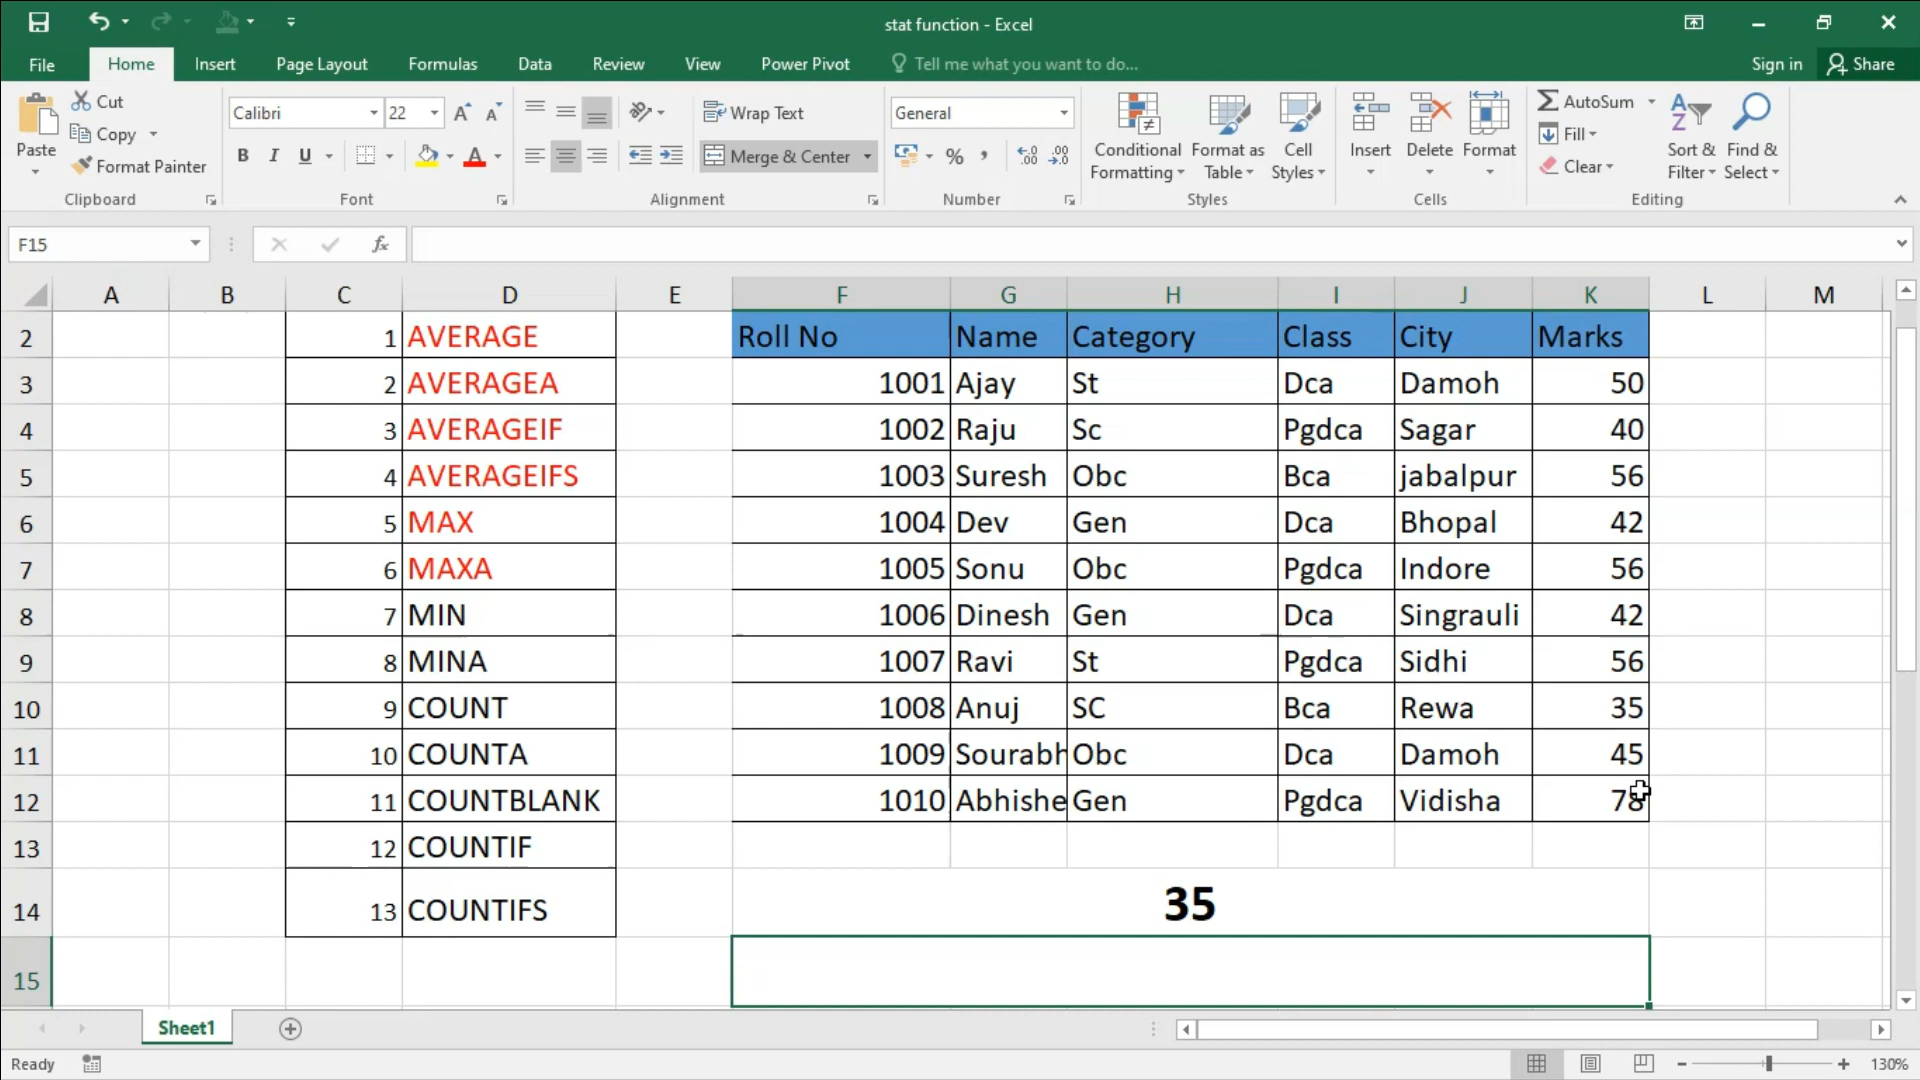 stat function - Excel
File Home Insert Page Layout Formulas Data Review View Power Pivot Tell me what you want to do... Sign in Share
Paste Cut Copy Format Painter Clipboard
Calibri 22 A A B I U A Font
Wrap Text Merge & Center Alignment
General % , .0 .00 .00 .0 Number
Conditional Formatting Format as Table Cell Styles Styles
Insert Delete Format Cells
AutoSum Fill Clear Sort & Filter Find & Select Editing
F15 fx
A B C D E F G H I J K L M
2 1 AVERAGE Roll No Name Category Class City Marks
3 2 AVERAGEA 1001 Ajay St Dca Damoh 50
4 3 AVERAGEIF 1002 Raju Sc Pgdca Sagar 40
5 4 AVERAGEIFS 1003 Suresh Obc Bca jabalpur 56
6 5 MAX 1004 Dev Gen Dca Bhopal 42
7 6 MAXA 1005 Sonu Obc Pgdca Indore 56
8 7 MIN 1006 Dinesh Gen Dca Singrauli 42
9 8 MINA 1007 Ravi St Pgdca Sidhi 56
10 9 COUNT 1008 Anuj SC Bca Rewa 35
11 10 COUNTA 1009 Sourabh Obc Dca Damoh 45
12 11 COUNTBLANK 1010 Abhishe Gen Pgdca Vidisha 78
13 12 COUNTIF
14 13 COUNTIFS 35
15
Sheet1
Ready 130%